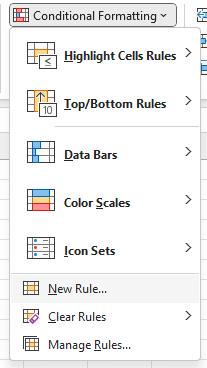 Conditional Formatting
Highlight Cells Rules
Top/Bottom Rules
10
Data Bars
Color Scales
Icon Sets
New Rule...
Clear Rules
Manage Rules...